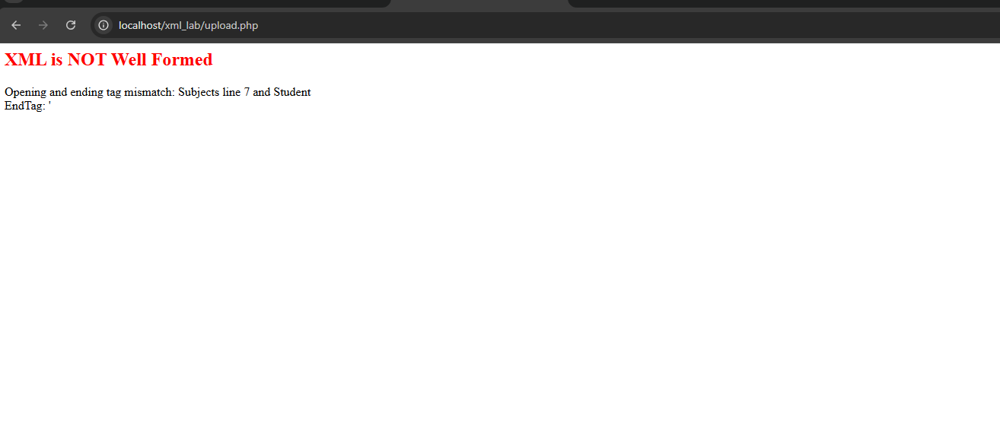 localhost/xml_lab/upload.php
XML is NOT Well Formed
Opening and ending tag mismatch: Subjects line 7 and Student
EndTag: '